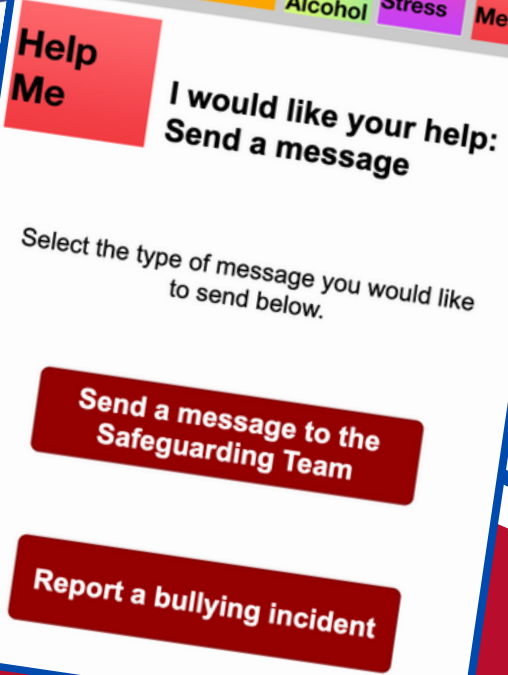 Alcohol
Stress
Me
Help
Me
I would like your help:
Send a message
Select the type of message you would like
to send below.
Send a message to the
Safeguarding Team
Report a bullying incident